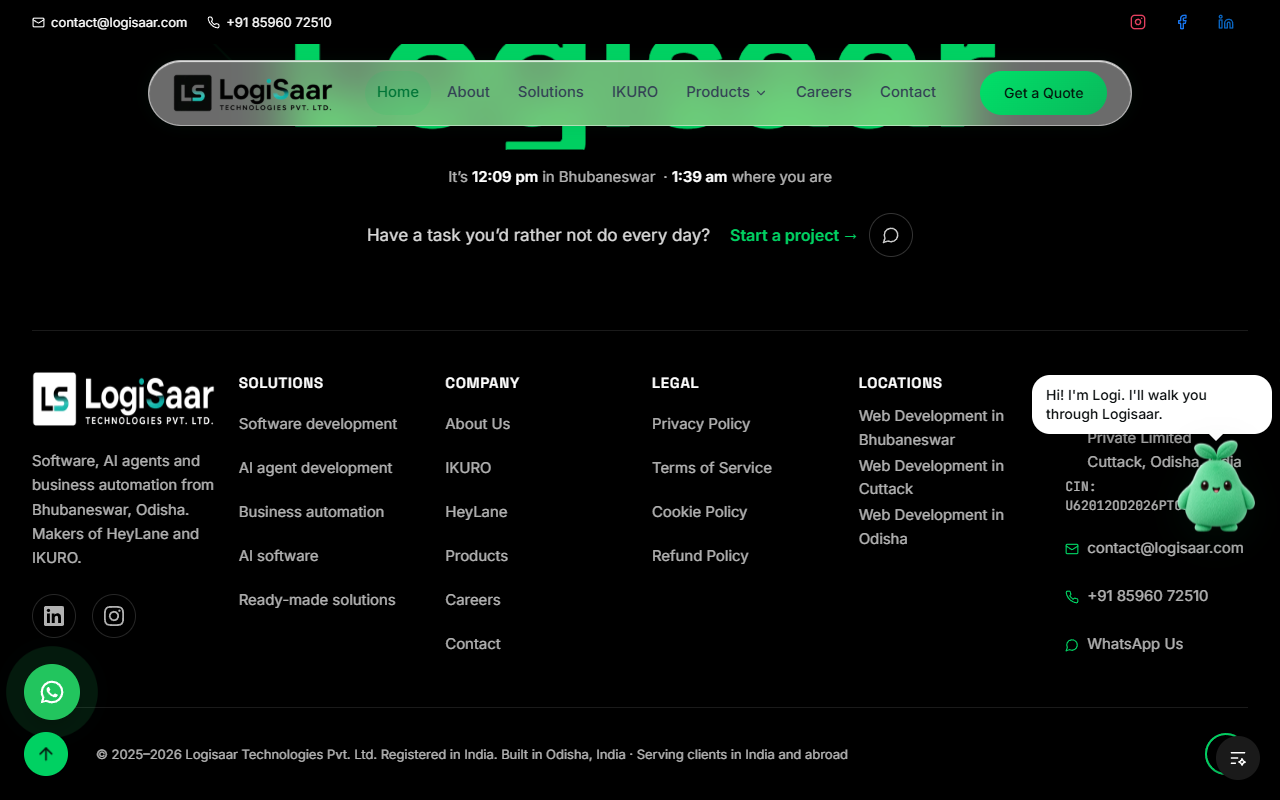 contact@logisaar.com
+91 85960 72510
Logisaar
LS LogiSaar
TECHNOLOGIES PVT. LTD.
Home
About
Solutions
IKURO
Products
Careers
Contact
Get a Quote
It's 12:09 pm in Bhubaneswar · 1:39 am where you are
Have a task you'd rather not do every day?
Start a project →
LS LogiSaar
TECHNOLOGIES PVT. LTD.
Software, AI agents and
business automation from
Bhubaneswar, Odisha.
Makers of HeyLane and
IKURO.
SOLUTIONS
Software development
AI agent development
Business automation
AI software
Ready-made solutions
COMPANY
About Us
IKURO
HeyLane
Products
Careers
Contact
LEGAL
Privacy Policy
Terms of Service
Cookie Policy
Refund Policy
LOCATIONS
Web Development in
Bhubaneswar
Web Development in
Cuttack
Web Development in
Odisha
Hi! I'm Logi. I'll walk you
through Logisaar.
Private Limited
Cuttack, Odisha
CIN:
contact@logisaar.com
+91 85960 72510
WhatsApp Us
© 2025–2026 Logisaar Technologies Pvt. Ltd. Registered in India. Built in Odisha, India · Serving clients in India and abroad